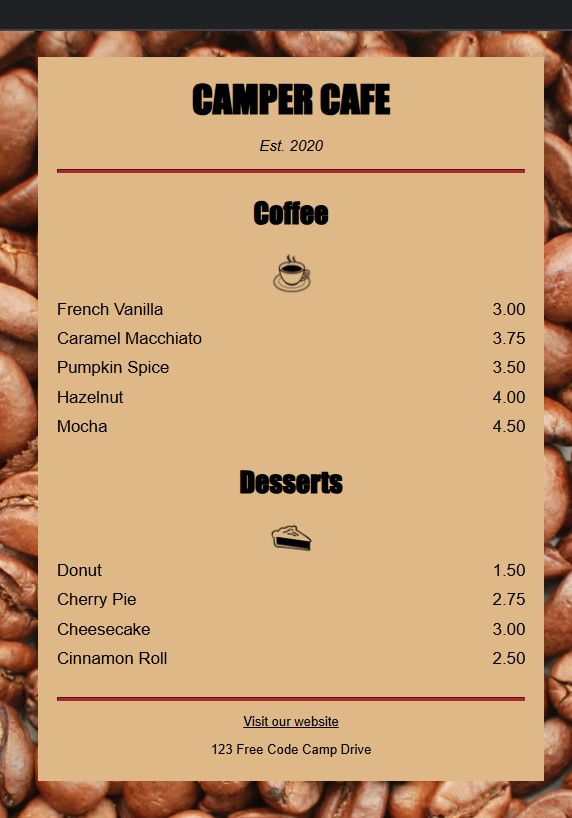 CAMPER CAFE
Est. 2020
Coffee
French Vanilla 3.00
Caramel Macchiato 3.75
Pumpkin Spice 3.50
Hazelnut 4.00
Mocha 4.50
Desserts
Donut 1.50
Cherry Pie 2.75
Cheesecake 3.00
Cinnamon Roll 2.50
Visit our website
123 Free Code Camp Drive